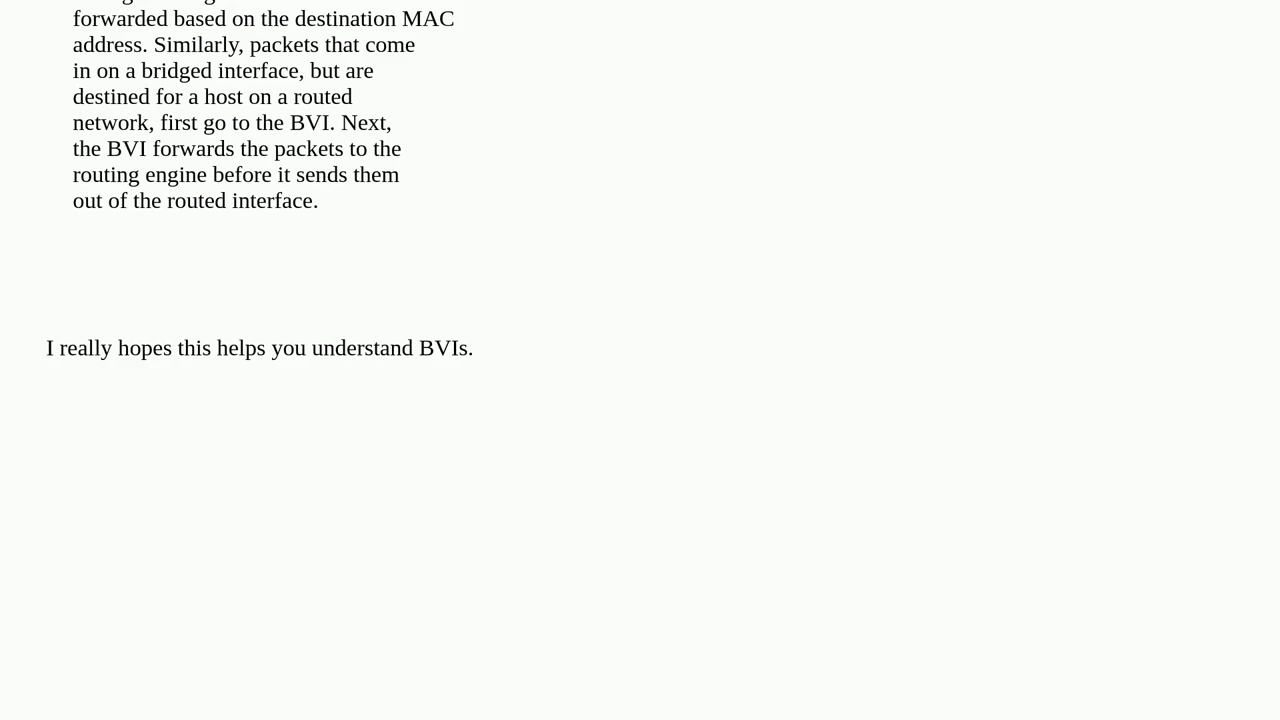 forwarded based on the destination MAC
address. Similarly, packets that come
in on a bridged interface, but are
destined for a host on a routed
network, first go to the BVI. Next,
the BVI forwards the packets to the
routing engine before it sends them
out of the routed interface.
I really hopes this helps you understand BVIs.